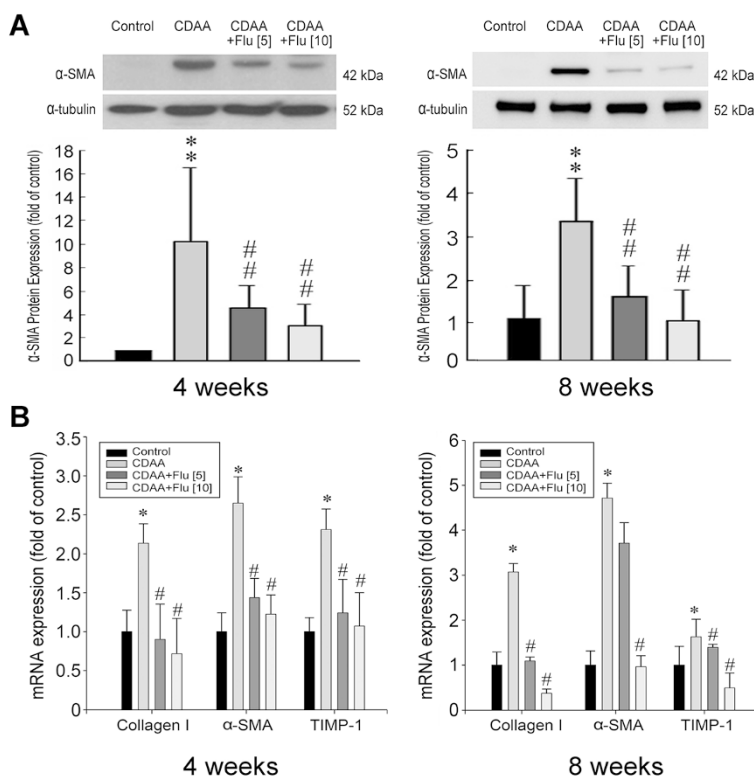 A
Control CDAA CDAA +Flu [5] CDAA +Flu [10]
α-SMA 42 kDa
α-tubulin 52 kDa
α-SMA Protein Expression (fold of control)
18
16
14
12
10
8
6
4
2
0
**
##
##
4 weeks
Control CDAA CDAA +Flu [5] CDAA +Flu [10]
α-SMA 42 kDa
α-tubulin 52 kDa
α-SMA Protein Expression (fold of control)
5
4
3
2
1
0
**
##
##
8 weeks
B
mRNA expression (fold of control)
3.5
3.0
2.5
2.0
1.5
1.0
0.5
0.0
Control
CDAA
CDAA+Flu [5]
CDAA+Flu [10]
* # #
* # #
* # #
Collagen I α-SMA TIMP-1
4 weeks
mRNA expression (fold of control)
6
5
4
3
2
1
0
Control
CDAA
CDAA+Flu [5]
CDAA+Flu [10]
* # #
* #
* # #
Collagen I α-SMA TIMP-1
8 weeks